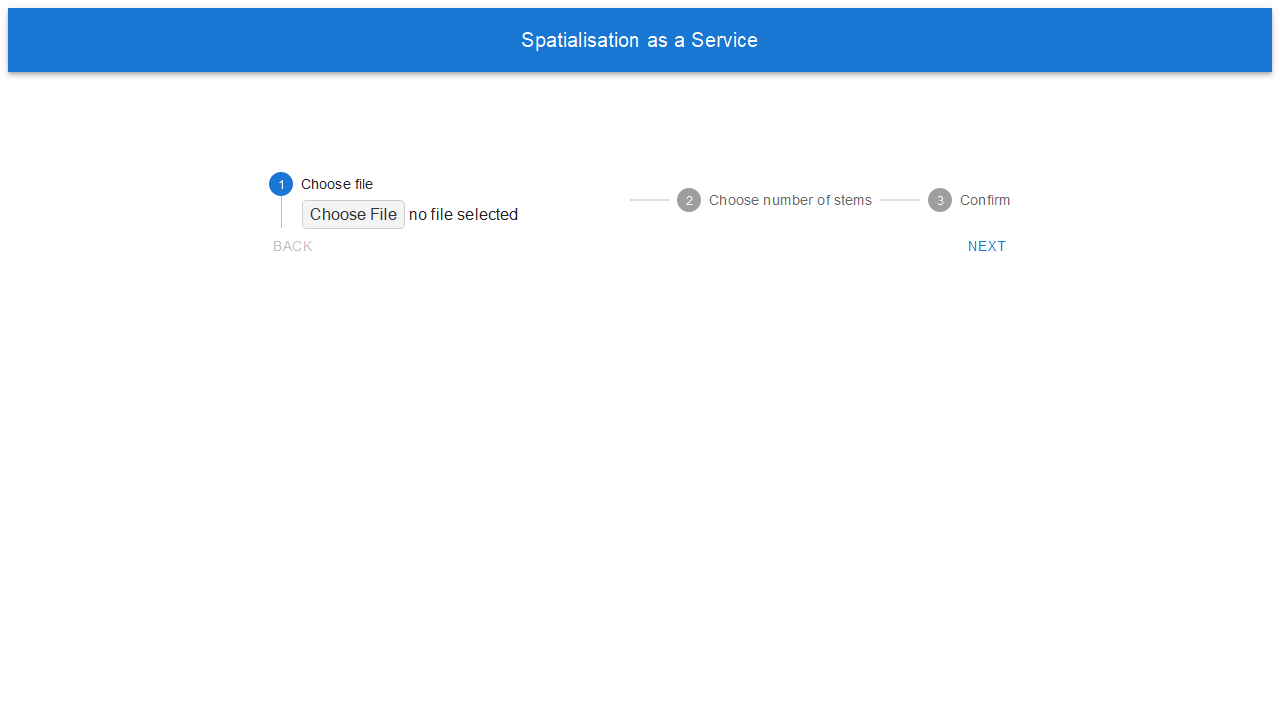 Spatialisation as a Service
1 Choose file
Choose File no file selected
2 Choose number of stems
3 Confirm
BACK
NEXT